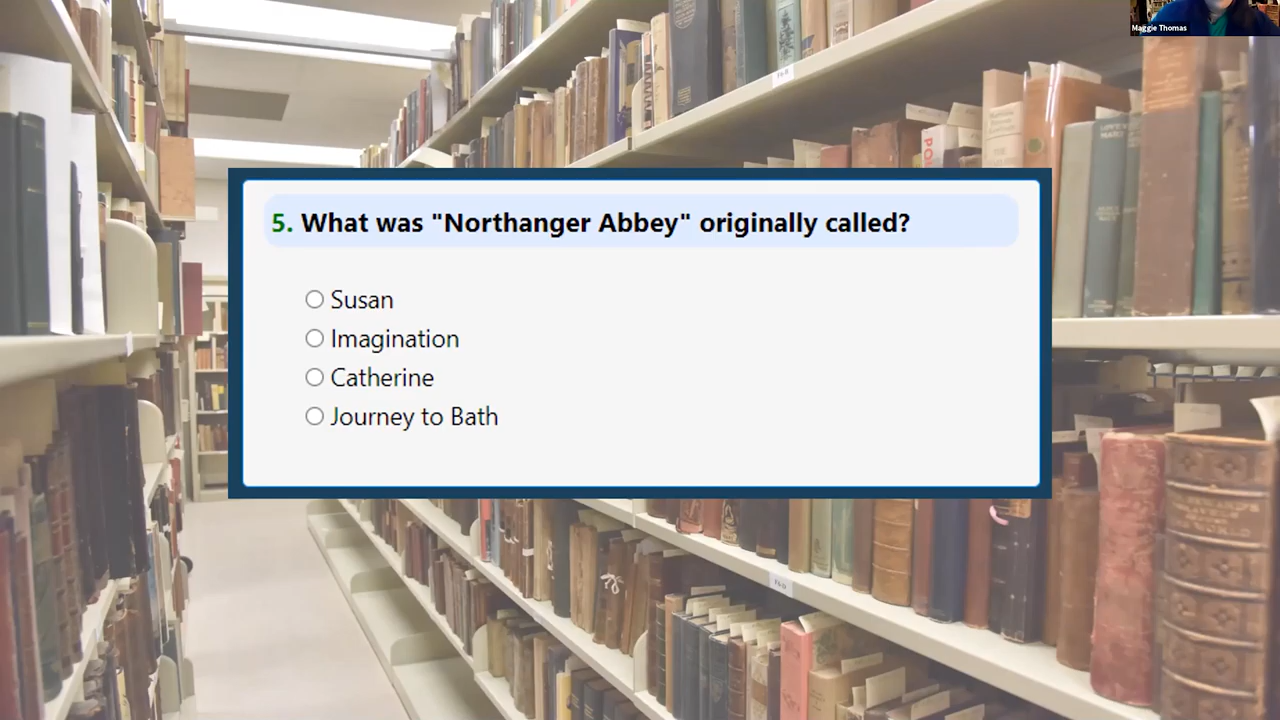 Maggie Thomas
5. What was "Northanger Abbey" originally called?
Susan
Imagination
Catherine
Journey to Bath